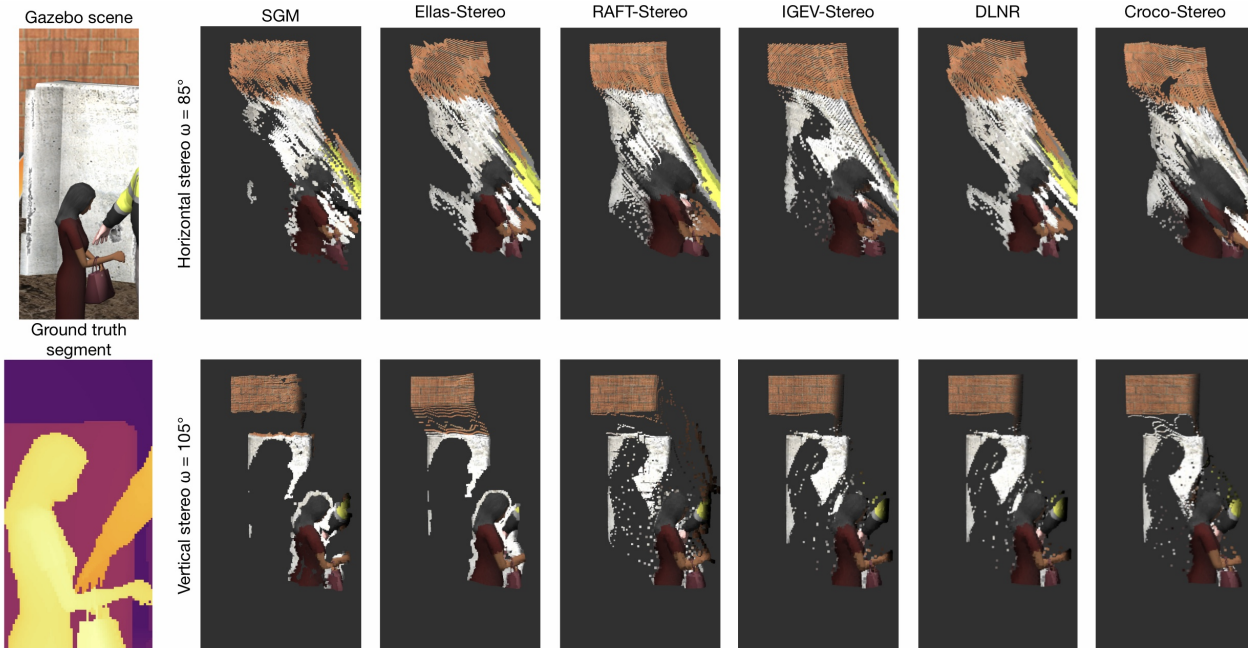 Gazebo scene
SGM
Ellas-Stereo
RAFT-Stereo
IGEV-Stereo
DLNR
Croco-Stereo
Horizontal stereo ω = 85°
Ground truth
segment
Vertical stereo ω = 105°